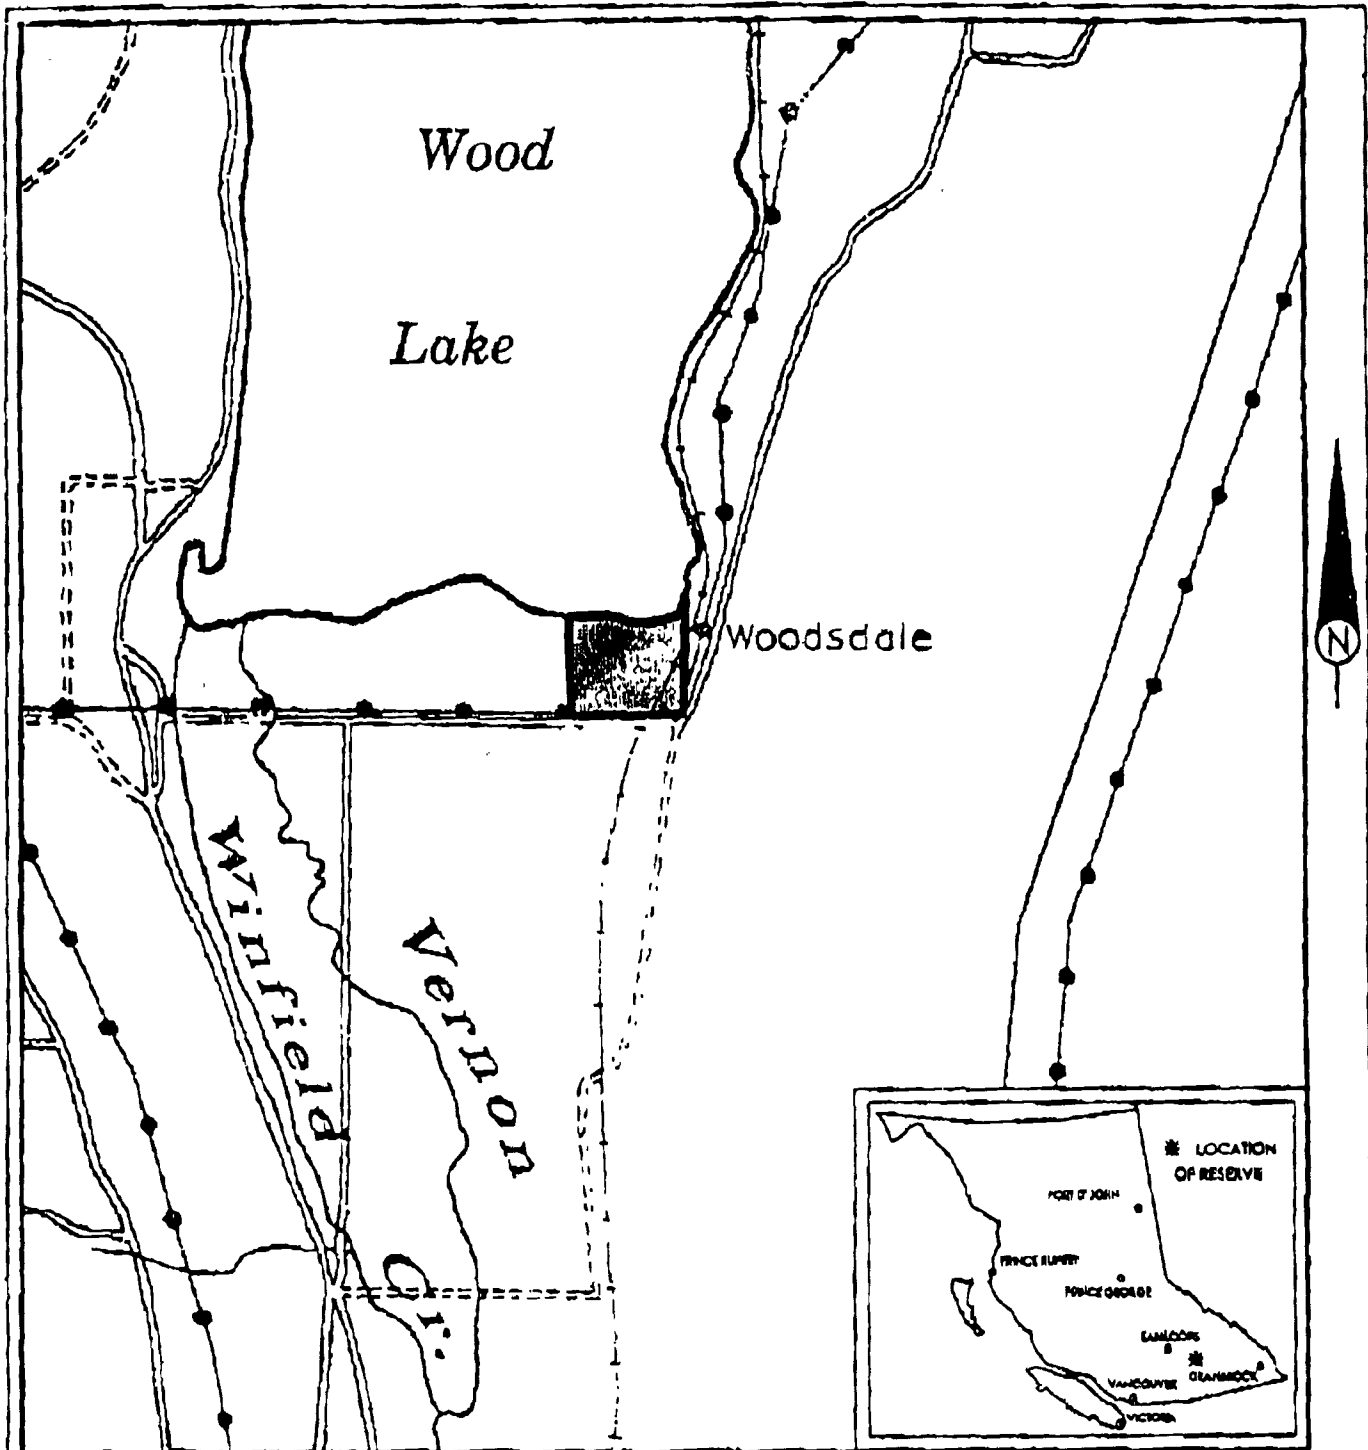 Wood
Lake
Woodsdale
N
Winfield
Vernon
Cr.
✷ LOCATION
OF RESERVE
FORT ST JOHN
PRINCE RUPERT
PRINCE GEORGE
KAMLOOPS
CRANBROOK
VANCOUVER
VICTORIA